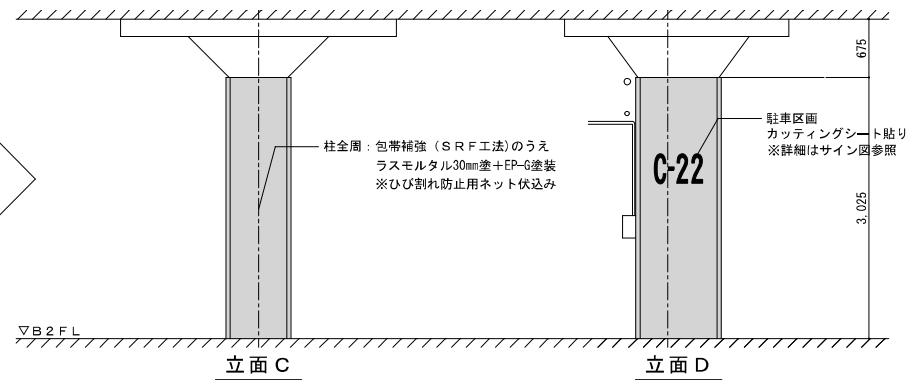 675
駐車区画
カッティングシート貼り
※詳細はサイン図参照
柱全周：包帯補強（ＳＲＦ工法)のうえ
ラスモルタル30mm塗＋EP-G塗装
※ひび割れ防止用ネット伏込み
C-22
3,025
▽Ｂ２ＦＬ
立面Ｃ
立面Ｄ